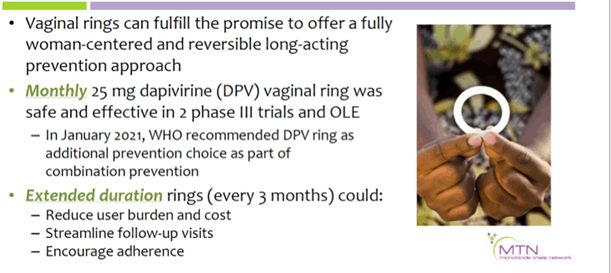 • Vaginal rings can fulfill the promise to offer a fully
woman-centered and reversible long-acting
prevention approach
• Monthly 25 mg dapivirine (DPV) vaginal ring was
safe and effective in 2 phase III trials and OLE
– In January 2021, WHO recommended DPV ring as
additional prevention choice as part of
combination prevention
• Extended duration rings (every 3 months) could:
– Reduce user burden and cost
– Streamline follow-up visits
– Encourage adherence
MTN
microbicide trials network